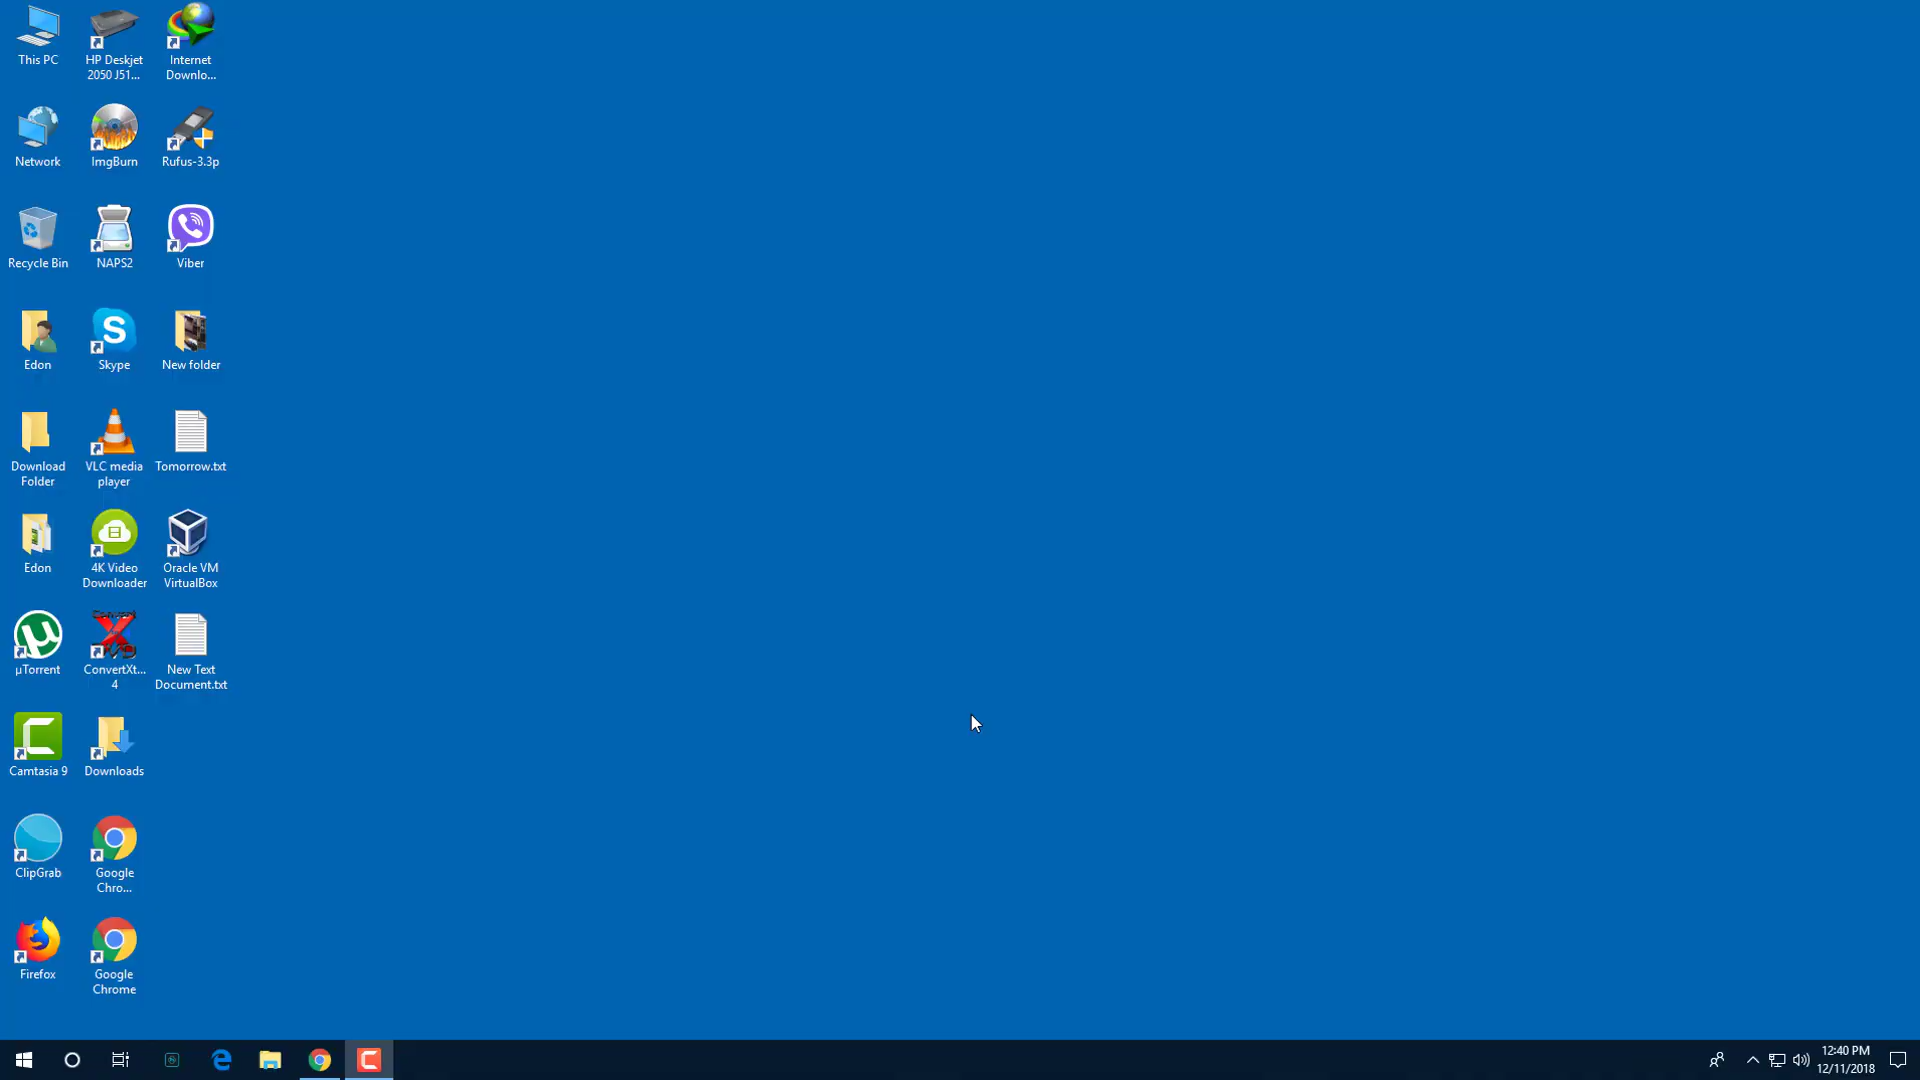 This PC
HP Deskjet
2050 J51...
Internet
Downlo...
Network
ImgBurn
Rufus-3.3p
Recycle Bin
NAPS2
Viber
Edon
S
Skype
New folder
Download
Folder
VLC media
player
Tomorrow.txt
Edon
4K Video
Downloader
Oracle VM
VirtualBox
µ
µTorrent
ConvertXt...
4
New Text
Document.txt
C
Camtasia 9
Downloads
ClipGrab
Google
Chro...
Firefox
Google
Chrome
12:40 PM
12/11/2018